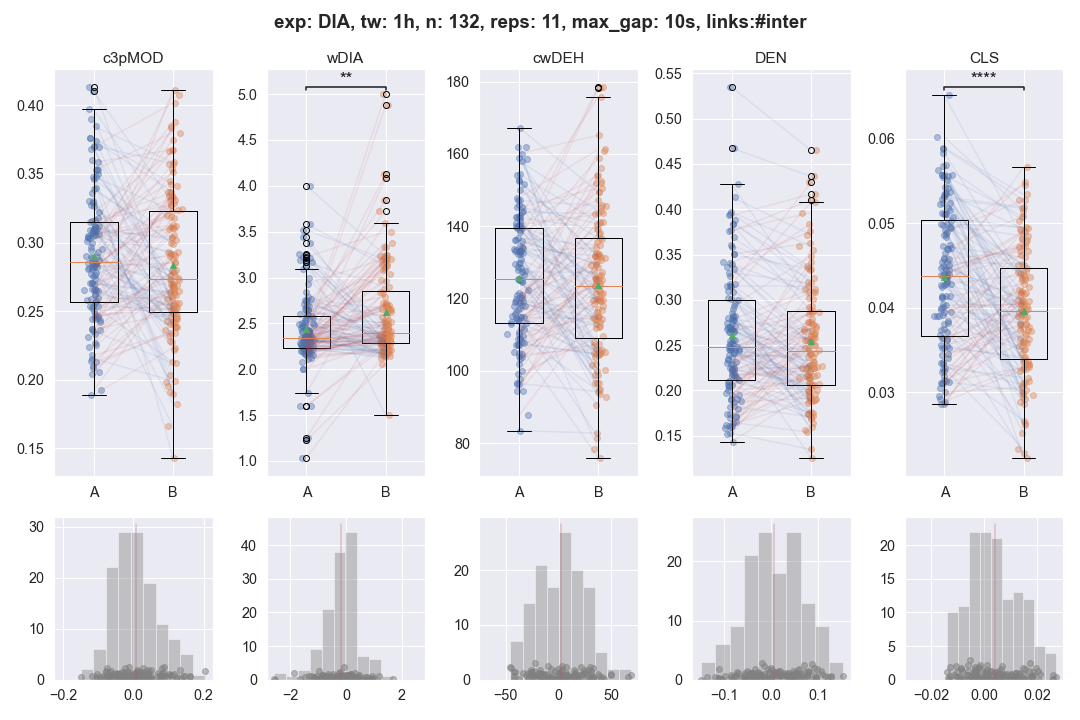 exp: DIA, tw: 1h, n: 132, reps: 11, max_gap: 10s, links:#inter
c3pMOD wDIA cwDEH DEN CLS
** ****
0.40 0.35 0.30 0.25 0.20 0.15
A B
5.0 4.5 4.0 3.5 3.0 2.5 2.0 1.5 1.0
A B
180 160 140 120 100 80
A B
0.55 0.50 0.45 0.40 0.35 0.30 0.25 0.20 0.15
A B
0.06 0.05 0.04 0.03
A B
30 20 10 0
−0.2 0.0 0.2
40 30 20 10 0
−2 0 2
20 10 0
−50 0 50
20 10 0
−0.1 0.0 0.1
20 15 10 5 0
−0.02 0.00 0.02